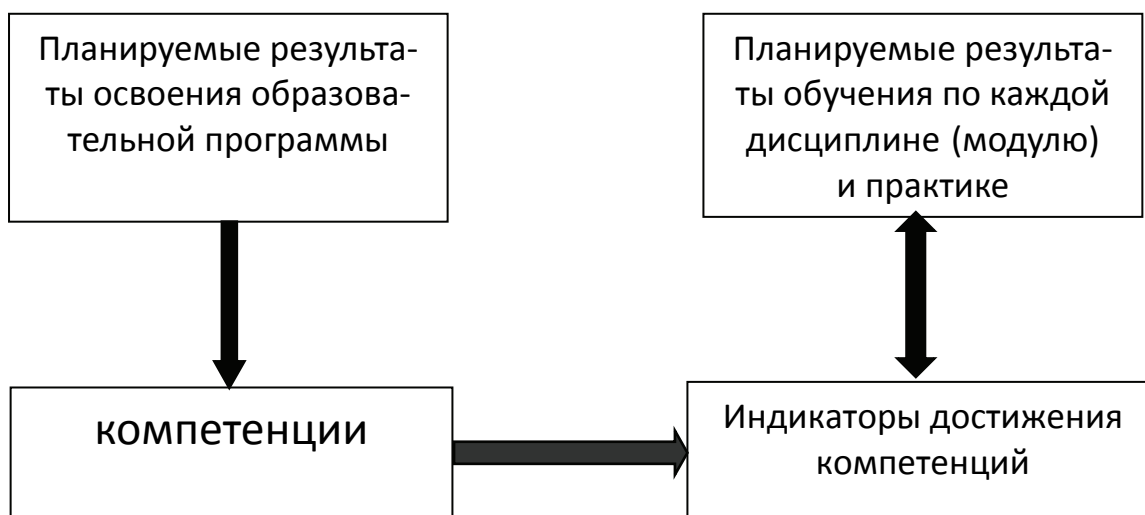 Планируемые результа-
ты освоения образова-
тельной программы
Планируемые результа-
ты обучения по каждой
дисциплине (модулю)
и практике
компетенции
Индикаторы достижения
компетенций